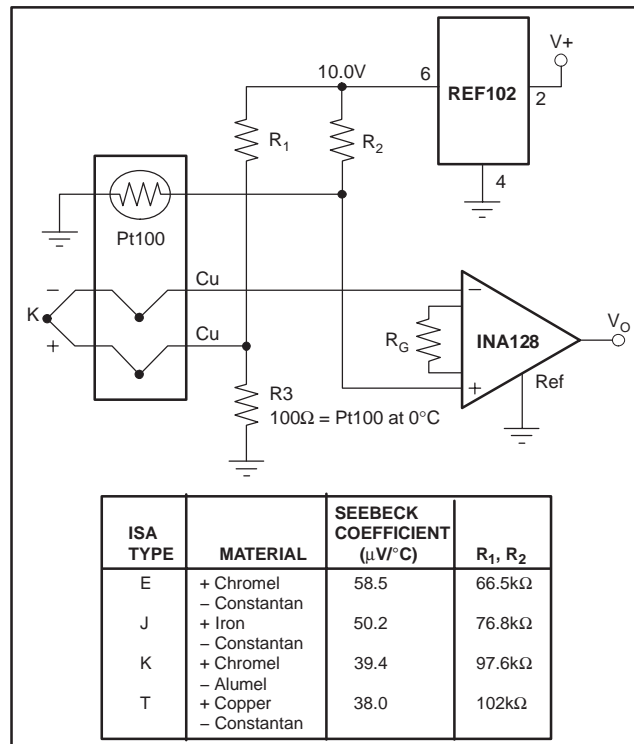 V+
10.0V
6
REF102
2
R1
R2
4
Pt100
− Cu −
K
+ Cu
RG
INA128
VO
+
Ref
R3
100Ω = Pt100 at 0°C
ISA TYPE MATERIAL SEEBECK COEFFICIENT (μV/°C) R1, R2
E + Chromel 58.5 66.5kΩ
− Constantan
J + Iron 50.2 76.8kΩ
− Constantan
K + Chromel 39.4 97.6kΩ
− Alumel
T + Copper 38.0 102kΩ
− Constantan